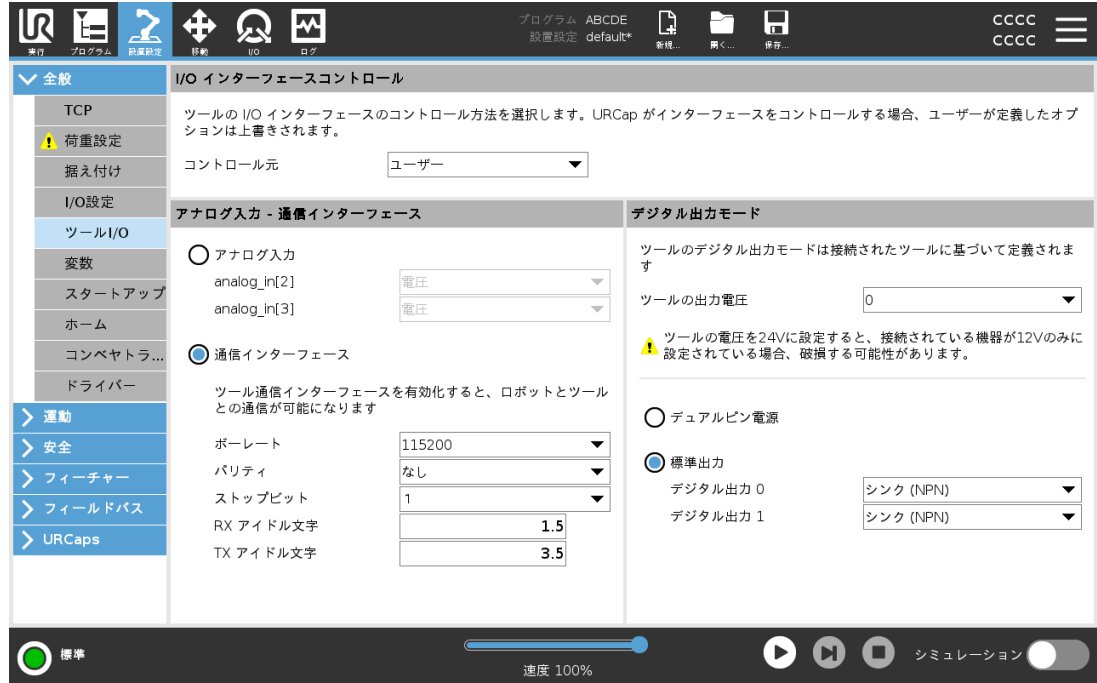 UR
実行
プログラム
設置設定
移動
I/O
ログ
プログラム ABCDE
設置設定 default*
新規...
開く...
保存...
CCCC
CCCC
全般
TCP
荷重設定
据え付け
I/O設定
ツールI/O
変数
スタートアップ
ホーム
コンベヤトラ...
ドライバー
運動
安全
フィーチャー
フィールドバス
URCaps
I/O インターフェースコントロール
ツールの I/O インターフェースのコントロール方法を選択します。URCap がインターフェースをコントロールする場合、ユーザーが定義したオプ
ションは上書きされます。
コントロール元 ユーザー
アナログ入力 - 通信インターフェース
アナログ入力
analog_in[2] 電圧
analog_in[3] 電圧
通信インターフェース
ツール通信インターフェースを有効化すると、ロボットとツール
との通信が可能になります
ボーレート 115200
パリティ なし
ストップビット 1
RX アイドル文字 1.5
TX アイドル文字 3.5
デジタル出力モード
ツールのデジタル出力モードは接続されたツールに基づいて定義されま
す
ツールの出力電圧 0
ツールの電圧を24Vに設定すると、接続されている機器が12Vのみに
設定されている場合、破損する可能性があります。
デュアルピン電源
標準出力
デジタル出力 0 シンク (NPN)
デジタル出力 1 シンク (NPN)
標準
速度 100%
シミュレーション